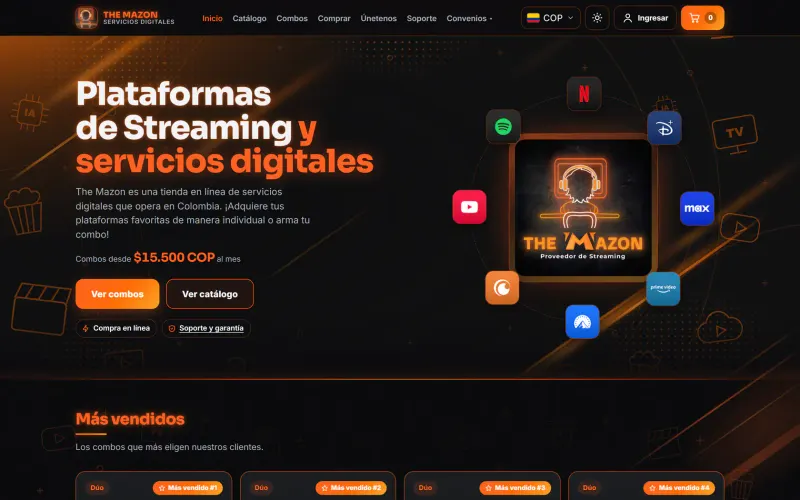 THE MAZON
SERVICIOS DIGITALES
Inicio
Catálogo
Combos
Comprar
Únetenos
Soporte
Convenios
COP
Ingresar
0
Plataformas
de Streaming y
servicios digitales
The Mazon es una tienda en línea de servicios
digitales que opera en Colombia. ¡Adquiere tus
plataformas favoritas de manera individual o arma tu
combo!
Combos desde $15.500 COP al mes
Ver combos
Ver catálogo
Compra en línea
Soporte y garantía
IA
TV
N
max
prime video
THE MAZON
Proveedor de Streaming
Más vendidos
Los combos que más eligen nuestros clientes.
Dúo
Más vendido #1
Dúo
Más vendido #2
Dúo
Más vendido #3
Dúo
Más vendido #4